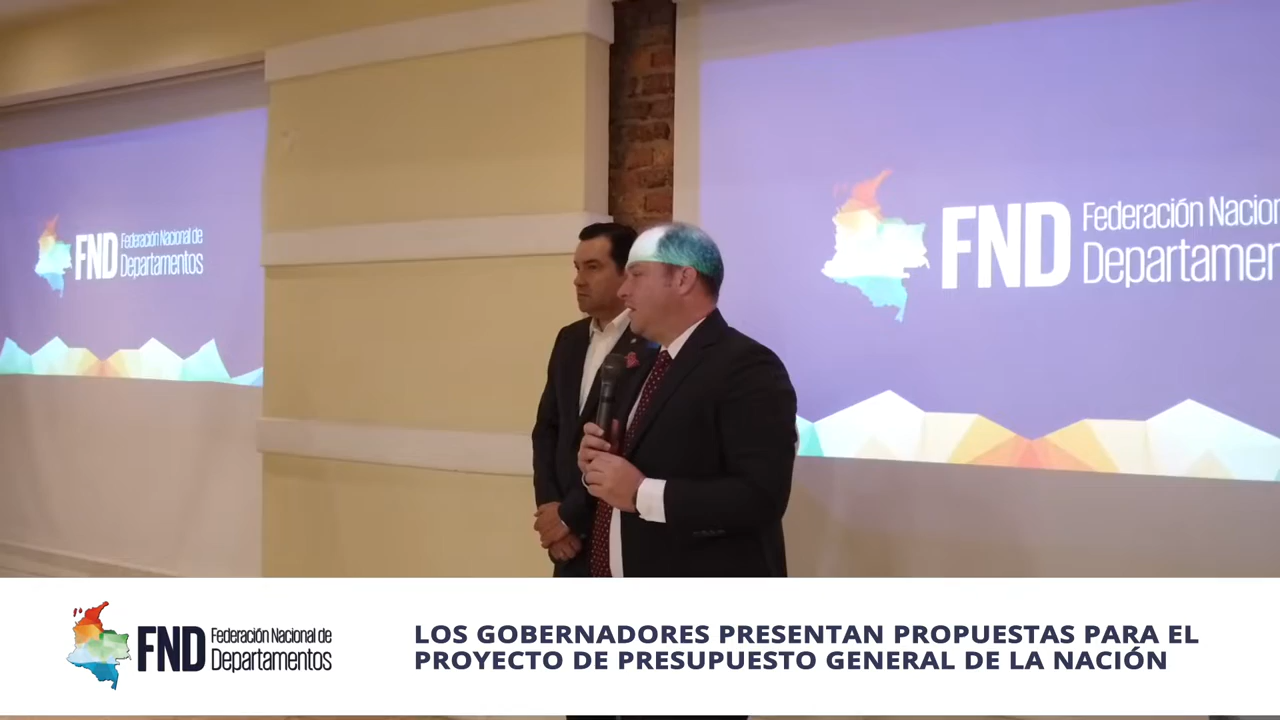 FND
Federación Nacional de
Departamentos
FND
Federación Nacion
Departamen
FND
Federación Nacional de
Departamentos
LOS GOBERNADORES PRESENTAN PROPUESTAS PARA EL
PROYECTO DE PRESUPUESTO GENERAL DE LA NACIÓN